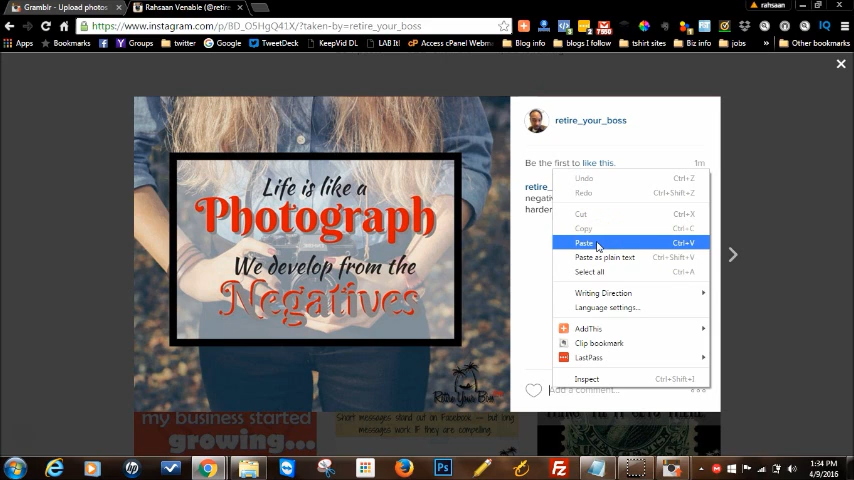 Gramblr - Upload photos
Rahsaan Venable (@retire
rahsaan
https://www.instagram.com/p/BD_O5HgQ41X/?taken-by=retire_your_boss
Apps
Bookmarks
Groups
twitter
TweetDeck
KeepVid DL
LAB It!
Access cPanel Webma
Blog info
blogs I follow
tshirt sites
jobs
»
Other bookmarks
retire_your_boss
Be the first to like this.
1m
retire_
negativ
harder
Life is like a
Photograph
We develop from the
Negatives
Retire Your Boss
Undo Ctrl+Z
Redo Ctrl+Shift+Z
Cut Ctrl+X
Copy Ctrl+C
Paste Ctrl+V
Paste as plain text Ctrl+Shift+V
Select all Ctrl+A
Writing Direction
Language settings...
AddThis
Clip bookmark
LastPass
Inspect Ctrl+Shift+I
Add a comment...
my business started
growing...
Short messages stand out on Facebook — but long
messages work IF they are compelling
1:34 PM
4/9/2016